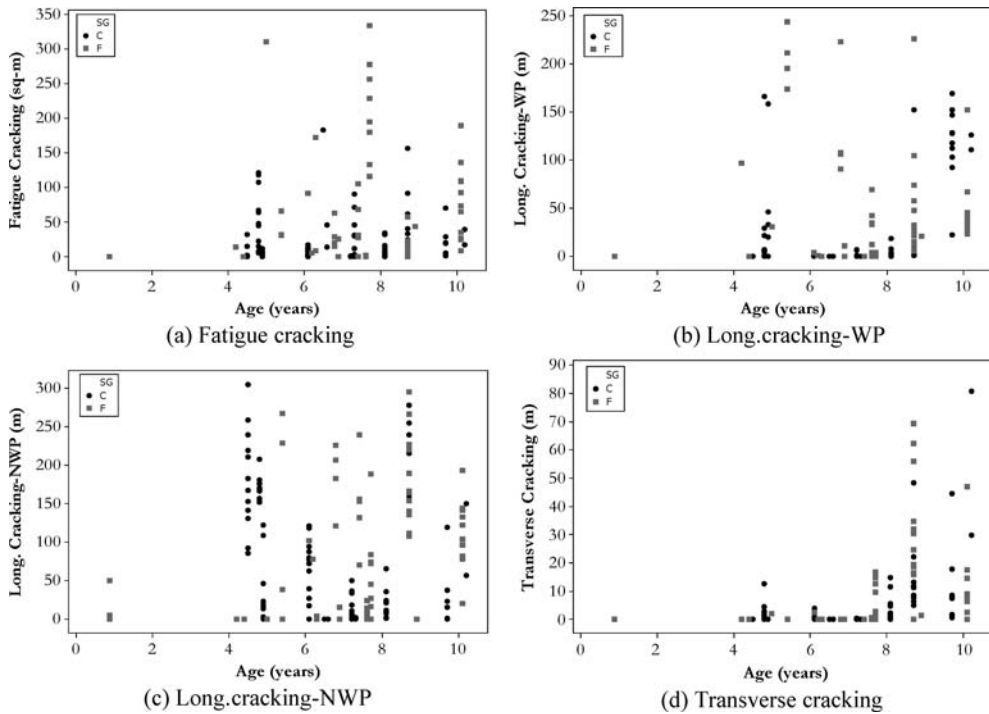 SG
C
F
Fatigue Cracking (sq-m)
350
300
250
200
150
100
50
0
0 2 4 6 8 10
Age (years)
(a) Fatigue cracking
SG
C
F
Long. Cracking-WP (m)
250
200
150
100
50
0
0 2 4 6 8 10
Age (years)
(b) Long.cracking-WP
SG
C
F
Long. Cracking-NWP (m)
300
250
200
150
100
50
0
0 2 4 6 8 10
Age (years)
(c) Long.cracking-NWP
SG
C
F
Transverse Cracking (m)
90
80
70
60
50
40
30
20
10
0
0 2 4 6 8 10
Age (years)
(d) Transverse cracking